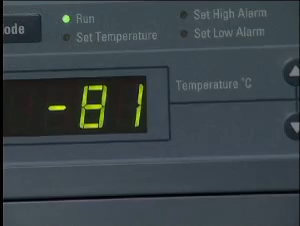 ode
Run
Set High Alarm
Set Temperature
Set Low Alarm
-81
Temperature °C